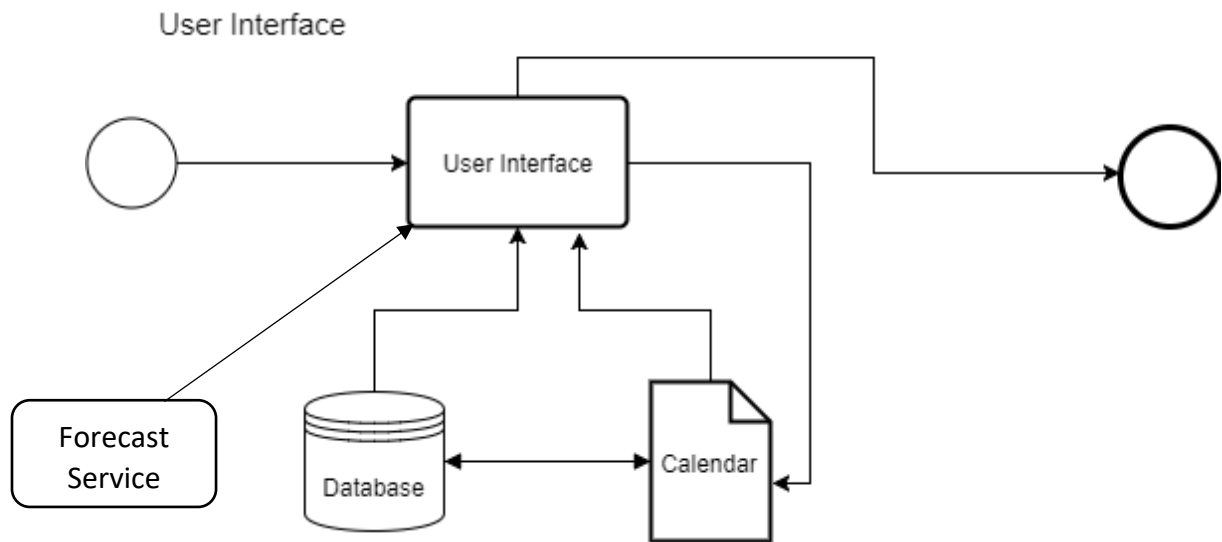 User Interface
User Interface
Forecast
Service
Database
Calendar